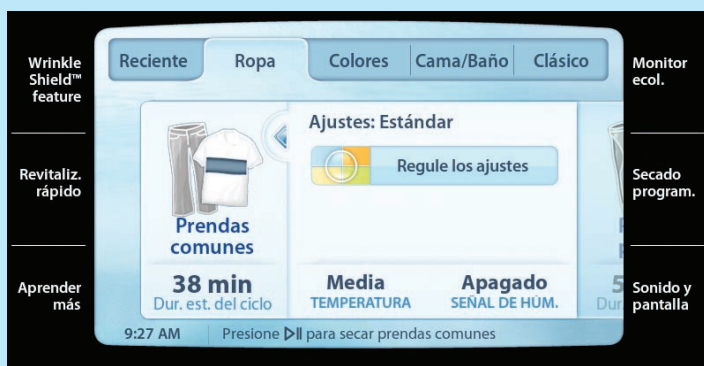 Wrinkle
Shield™
feature
Revitaliz.
rápido
Aprender
más
Reciente
Ropa
Colores
Cama/Baño
Clásico
Prendas
comunes
38 min
Dur. est. del ciclo
Ajustes: Estándar
Regule los ajustes
Media
TEMPERATURA
Apagado
SEÑAL DE HÚM.
5
Dur
9:27 AM
Presione para secar prendas comunes
Monitor
ecol.
Secado
program.
Sonido y
pantalla